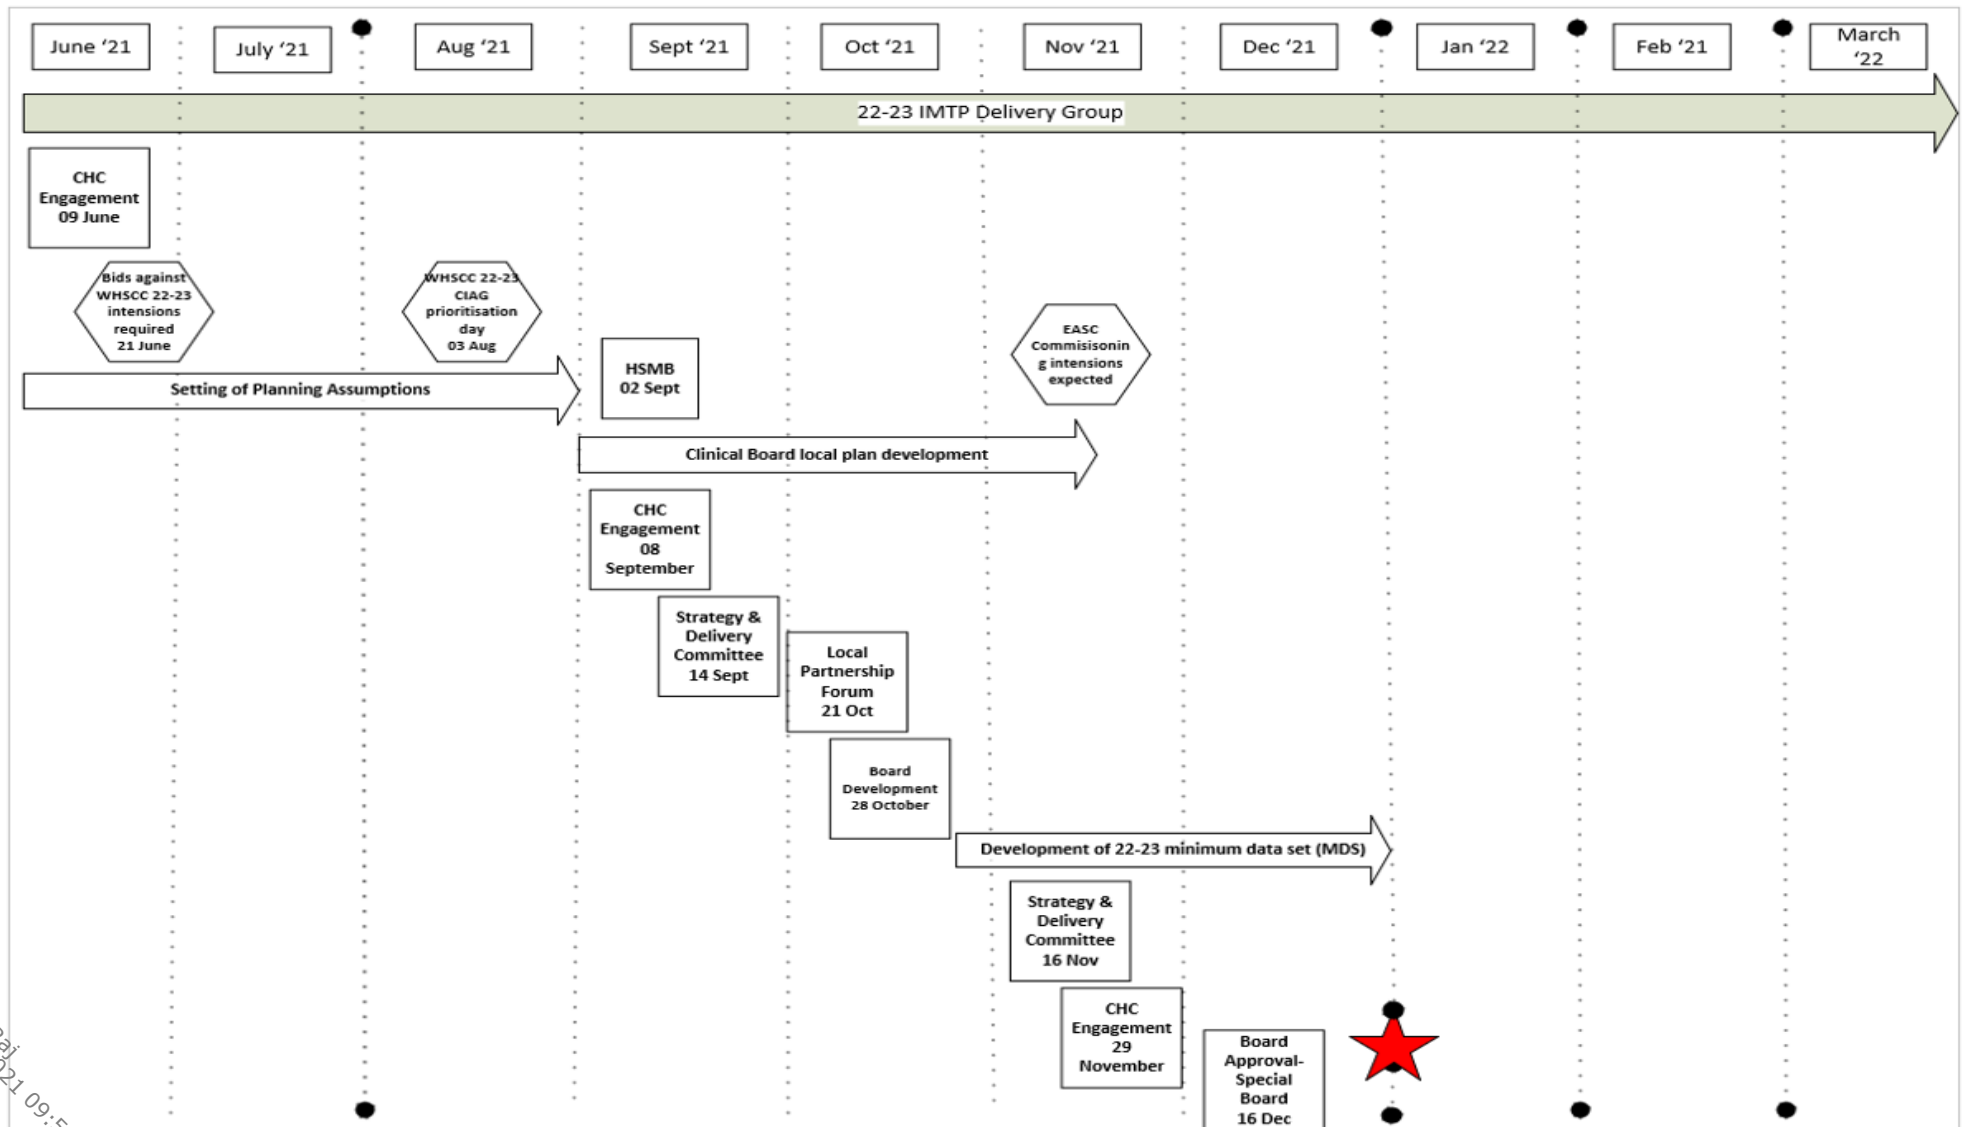 June ‘21
July ‘21
Aug ‘21
Sept ‘21
Oct ‘21
Nov ‘21
Dec ‘21
Jan ‘22
Feb ‘21
March
‘22
22-23 IMTP Delivery Group
CHC
Engagement
09 June
Bids against
WHSCC 22-23
intensions
required
21 June
WHSCC 22-23
CIAG
prioritisation
day
03 Aug
EASC
Commisisonin
g intensions
expected
HSMB
02 Sept
Setting of Planning Assumptions
Clinical Board local plan development
CHC
Engagement
08
September
Strategy &
Delivery
Committee
14 Sept
Local
Partnership
Forum
21 Oct
Board
Development
28 October
Development of 22-23 minimum data set (MDS)
Strategy &
Delivery
Committee
16 Nov
CHC
Engagement
29
November
Board
Approval-
Special
Board
16 Dec